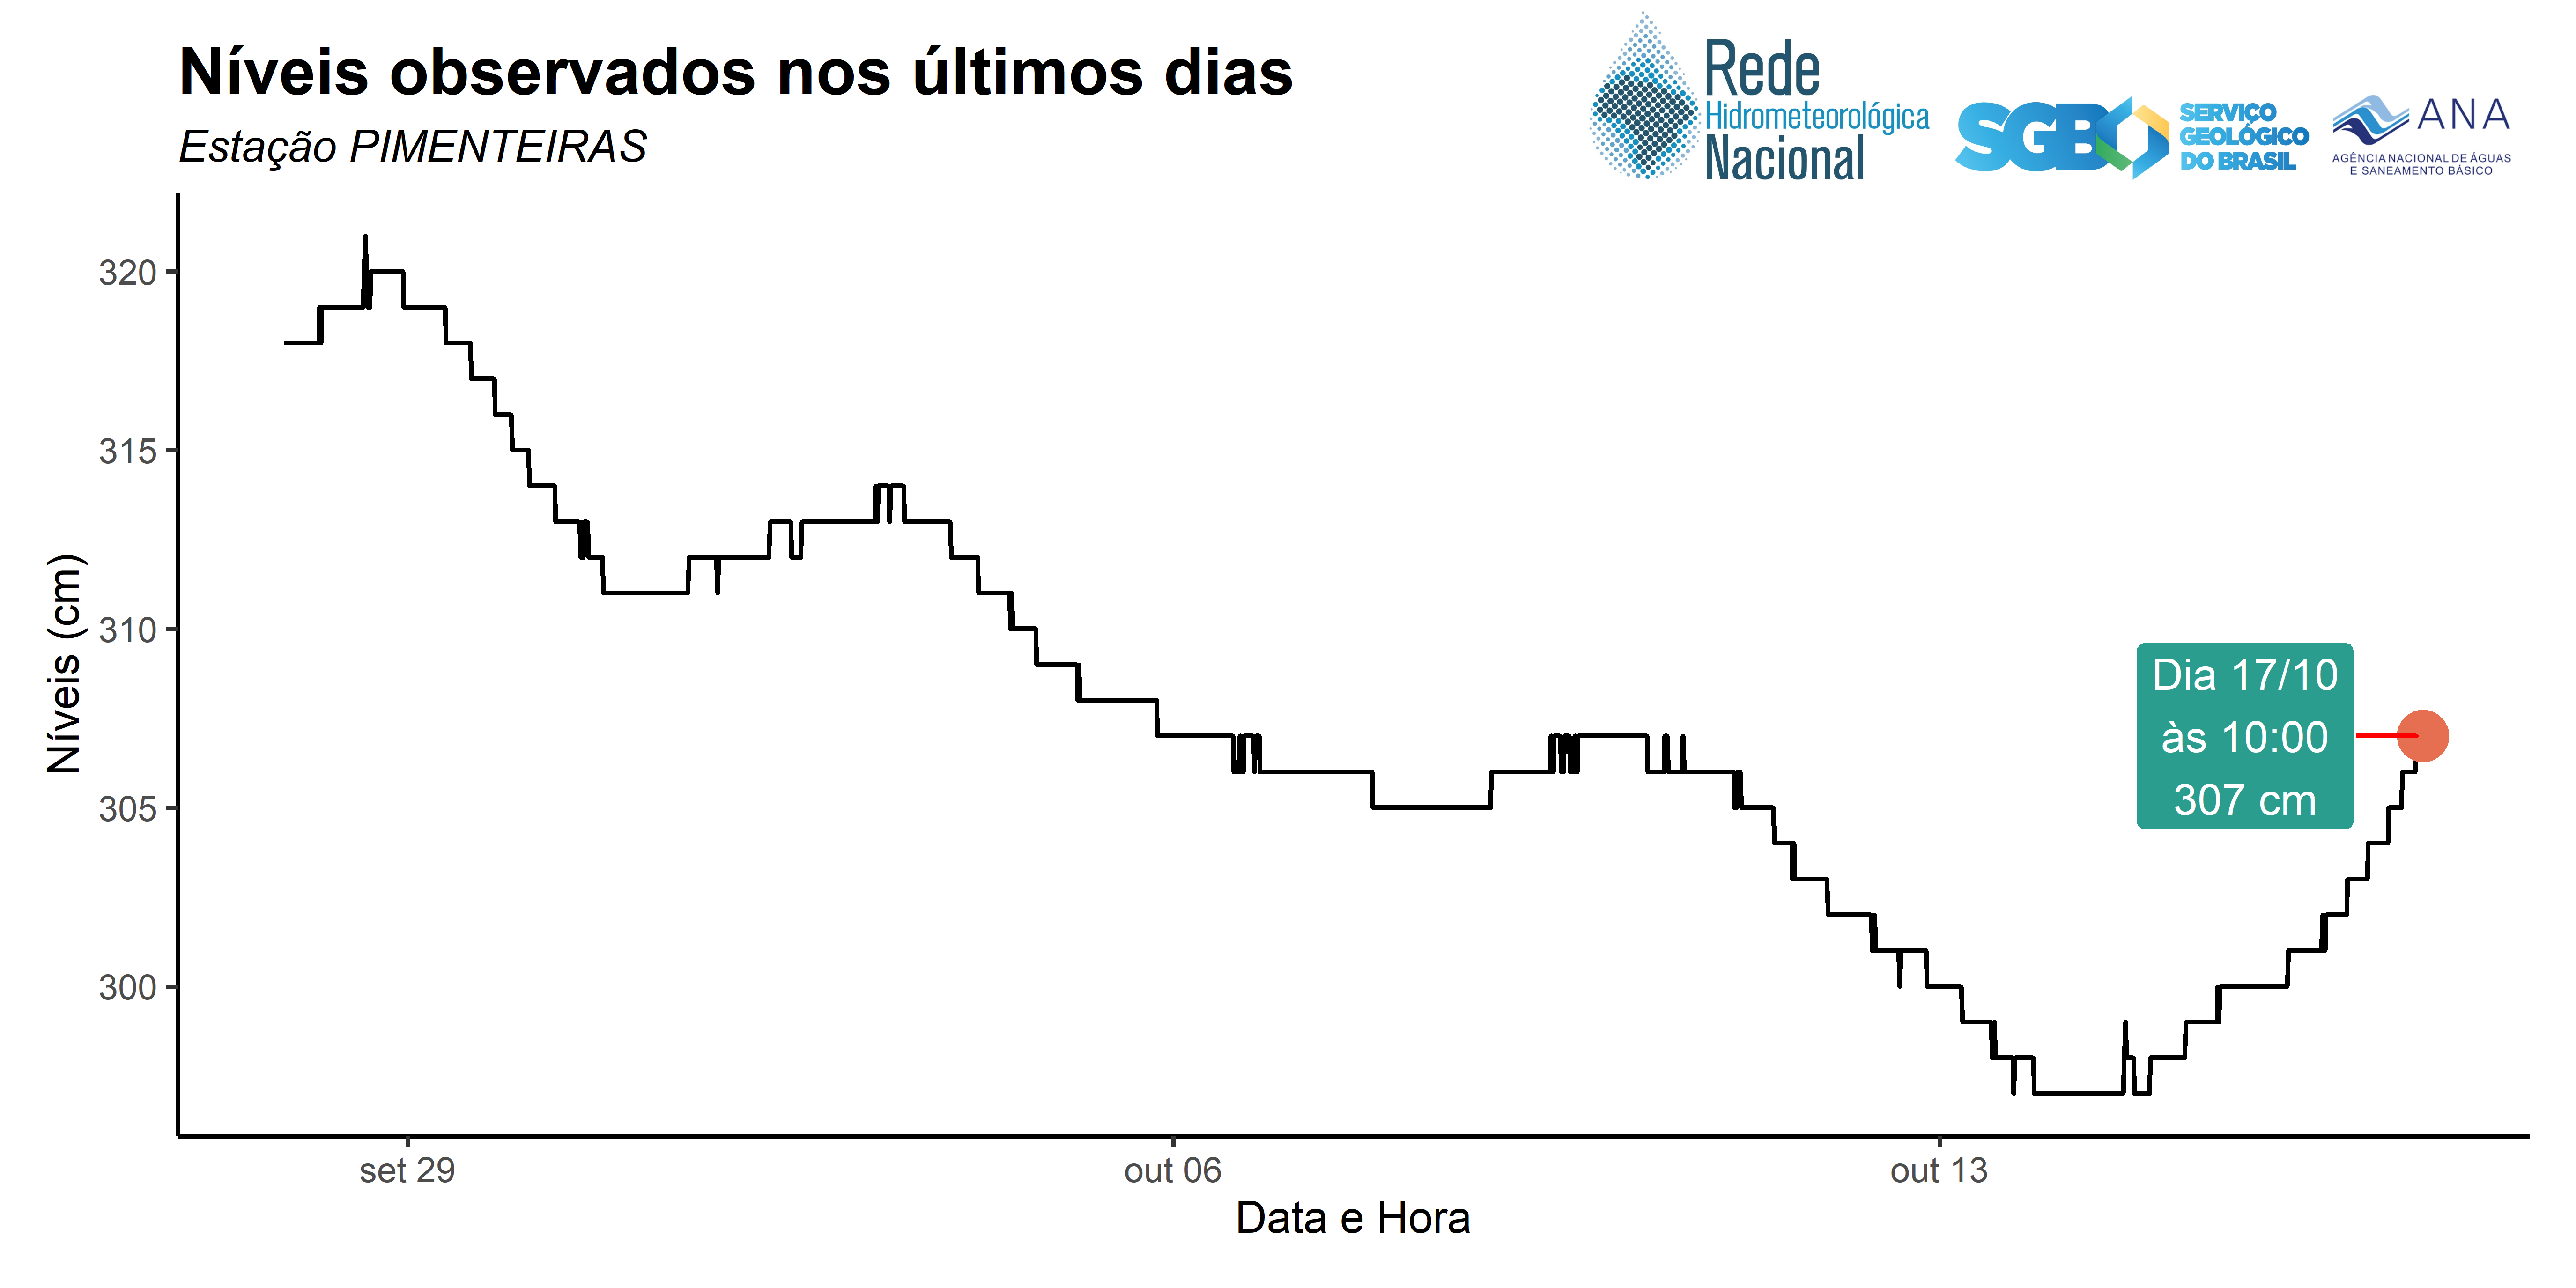 Níveis observados nos últimos dias
Estação PIMENTEIRAS
Rede
Hidrometeorológica
Nacional
SGB
SERVIÇO
GEOLÓGICO
DO BRASIL
ANA
AGÊNCIA NACIONAL DE ÁGUAS
E SANEAMENTO BÁSICO
Níveis (cm)
320
315
310
305
300
Dia 17/10
às 10:00
307 cm
set 29
out 06
out 13
Data e Hora